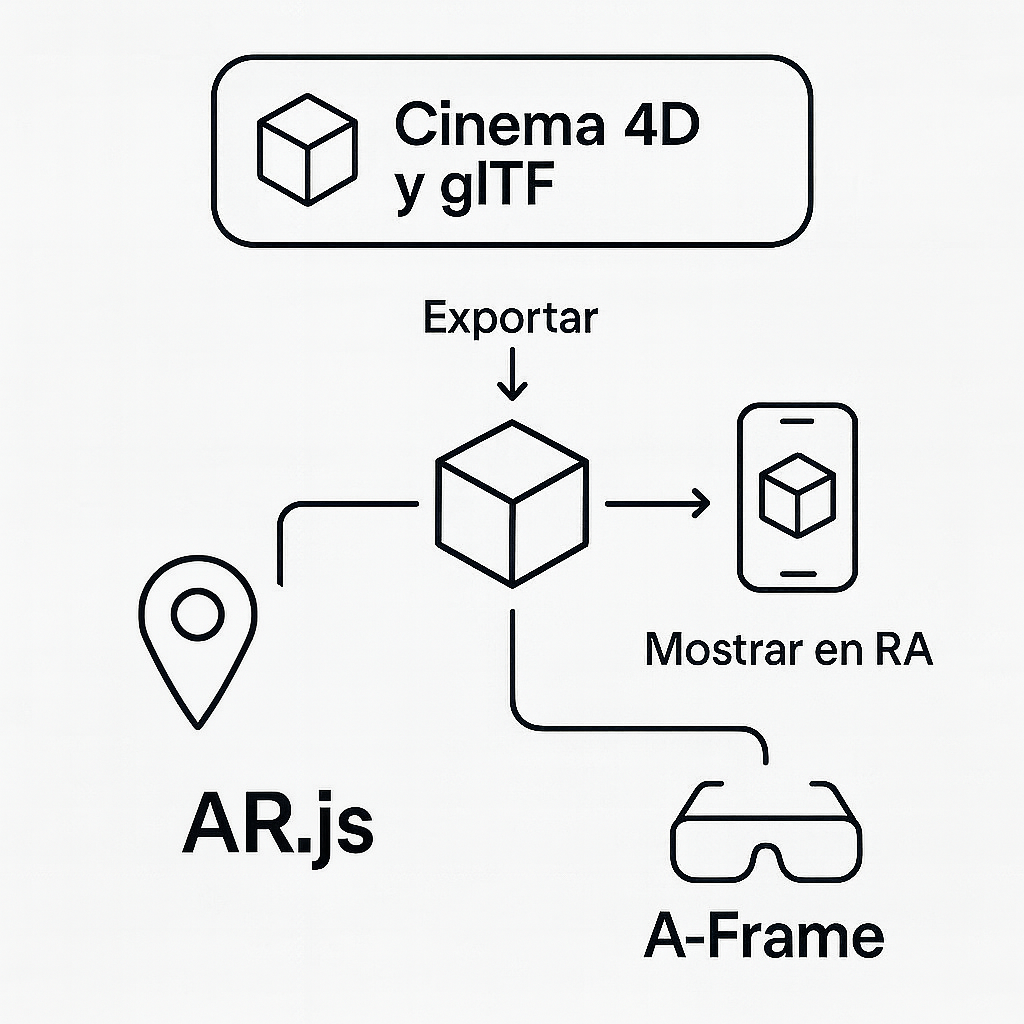 Cinema 4D
y glTF
Exportar
Mostrar en RA
AR.js
A-Frame